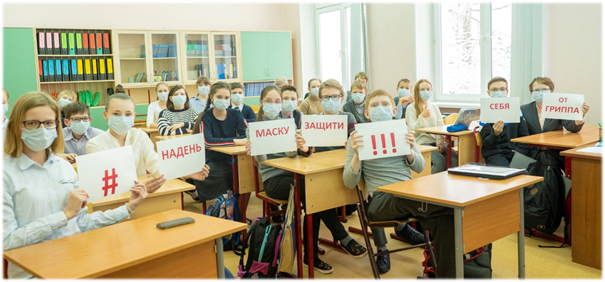 #
НАДЕНЬ
МАСКУ
ЗАЩИТИ
!!!
СЕБЯ
ОТ
ГРИППА